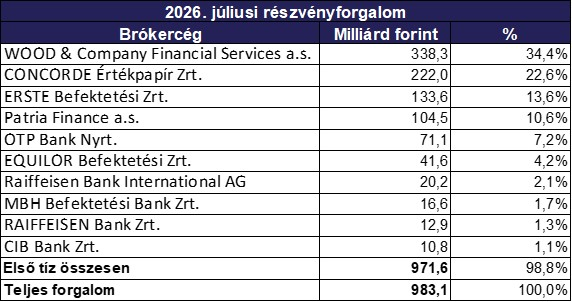 2026. júliusi részvényforgalom
Brókercég Milliárd forint %
WOOD & Company Financial Services a.s. 338,3 34,4%
CONCORDE Értékpapír Zrt. 222,0 22,6%
ERSTE Befektetési Zrt. 133,6 13,6%
Patria Finance a.s. 104,5 10,6%
OTP Bank Nyrt. 71,1 7,2%
EQUILOR Befektetési Zrt. 41,6 4,2%
Raiffeisen Bank International AG 20,2 2,1%
MBH Befektetési Bank Zrt. 16,6 1,7%
RAIFFEISEN Bank Zrt. 12,9 1,3%
CIB Bank Zrt. 10,8 1,1%
Első tíz összesen 971,6 98,8%
Teljes forgalom 983,1 100,0%